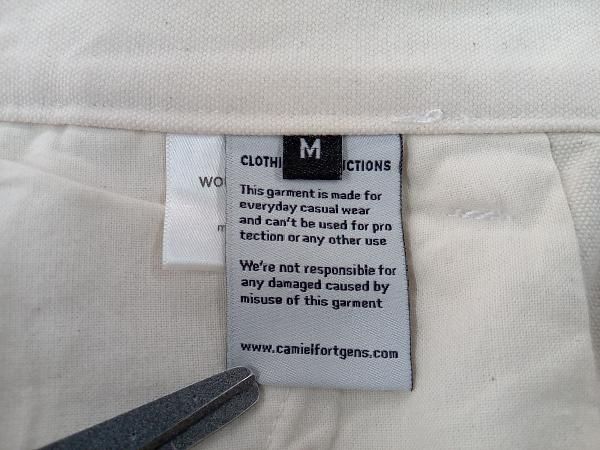 M
CLOTHI ICTIONS
This garment is made for
everyday casual wear
and can't be used for pro
tection or any other use
We're not responsible for
any damaged caused by
misuse of this garment
www.camielfortgens.com
WO
m